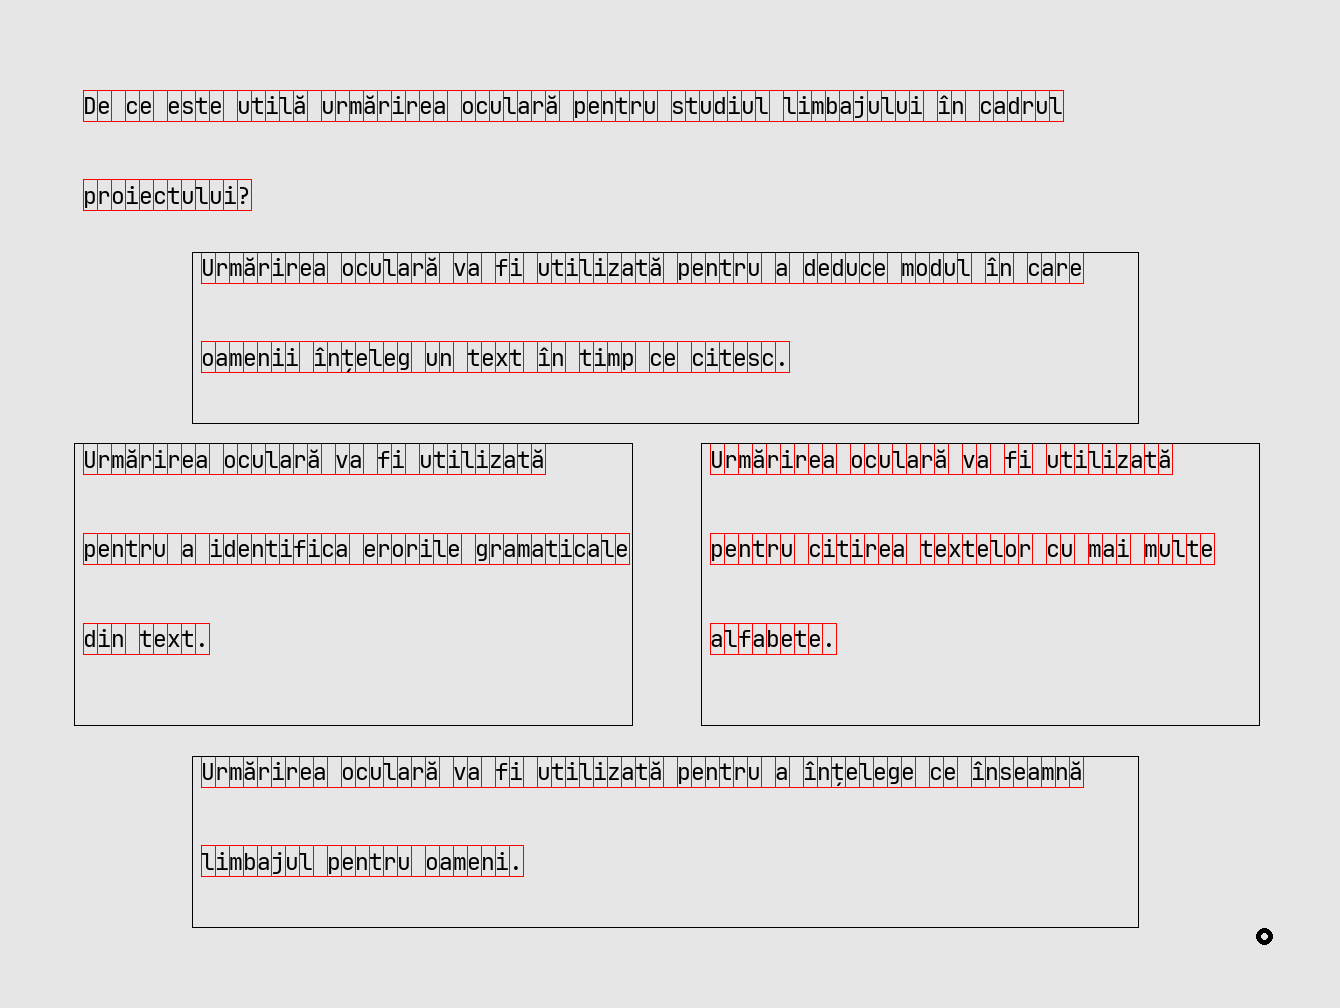 De ce este utilă urmărirea oculară pentru studiul limbajului în cadrul
proiectului?
Urmărirea oculară va fi utilizată pentru a deduce modul în care
oamenii înțeleg un text în timp ce citesc.
Urmărirea oculară va fi utilizată
pentru a identifica erorile gramaticale
din text.
Urmărirea oculară va fi utilizată
pentru citirea textelor cu mai multe
alfabete.
Urmărirea oculară va fi utilizată pentru a înțelege ce înseamnă
limbajul pentru oameni.